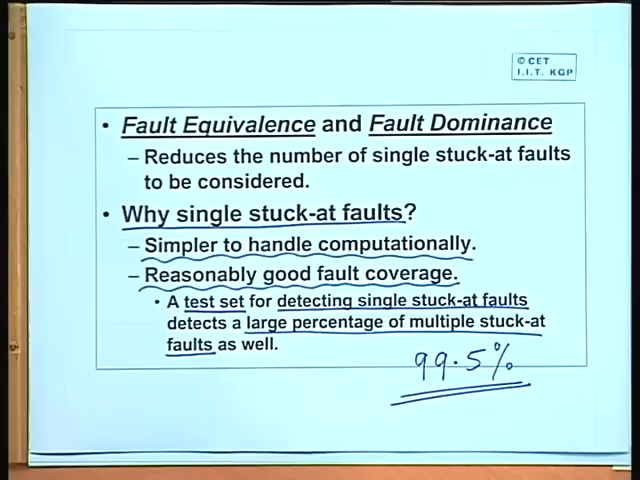 © CET
I.I.T. KGP
• Fault Equivalence and Fault Dominance
– Reduces the number of single stuck-at faults
to be considered.
• Why single stuck-at faults?
– Simpler to handle computationally.
– Reasonably good fault coverage.
• A test set for detecting single stuck-at faults
detects a large percentage of multiple stuck-at
faults as well.
99.5%